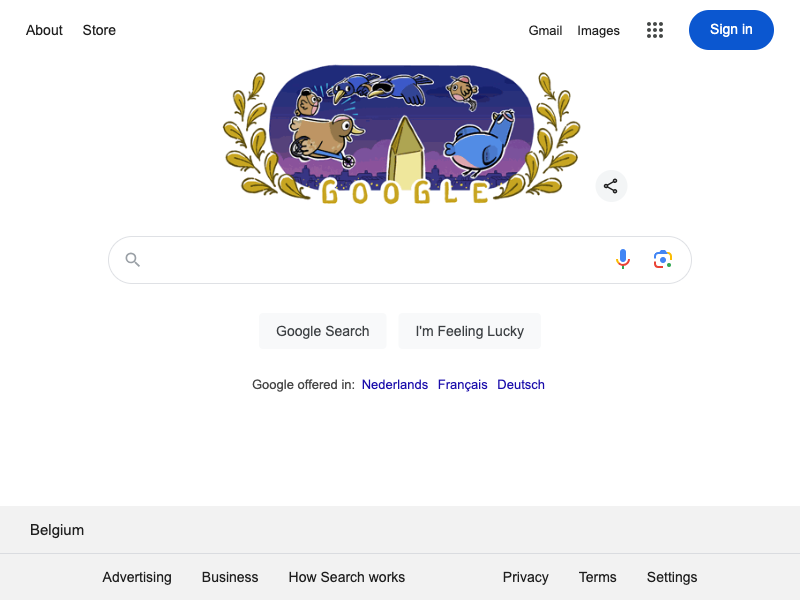 About Store Gmail Images Sign in
GOOGLE
Google Search I'm Feeling Lucky
Google offered in: Nederlands Français Deutsch
Belgium
Advertising Business How Search works Privacy Terms Settings